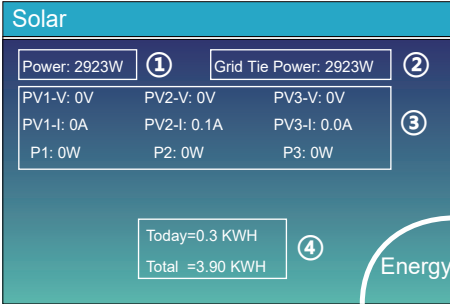 Solar
Power: 2923W ① Grid Tie Power: 2923W ②
PV1-V: 0V PV2-V: 0V PV3-V: 0V
PV1-I: 0A PV2-I: 0.1A PV3-I: 0.0A ③
P1: 0W P2: 0W P3: 0W
Today=0.3 KWH
④
Total =3.90 KWH
Energy